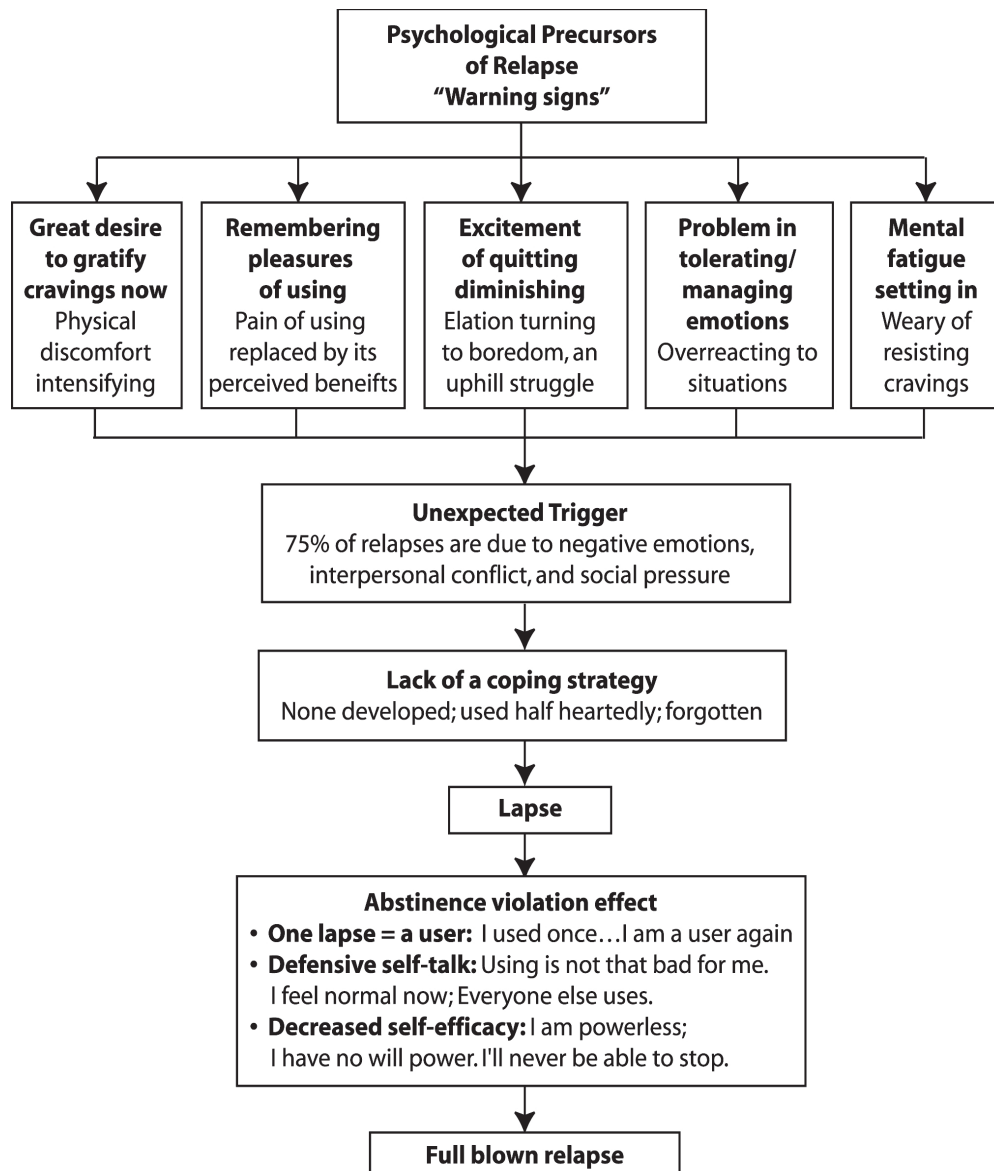 Psychological Precursors
of Relapse
“Warning signs”
Great desire
to gratify
cravings now
Physical
discomfort
intensifying
Remembering
pleasures
of using
Pain of using
replaced by its
perceived beneifts
Excitement
of quitting
diminishing
Elation turning
to boredom, an
uphill struggle
Problem in
tolerating/
managing
emotions
Overreacting to
situations
Mental
fatigue
setting in
Weary of
resisting
cravings
Unexpected Trigger
75% of relapses are due to negative emotions,
interpersonal conflict, and social pressure
Lack of a coping strategy
None developed; used half heartedly; forgotten
Lapse
Abstinence violation effect
• One lapse = a user: I used once…I am a user again
• Defensive self-talk: Using is not that bad for me.
I feel normal now; Everyone else uses.
• Decreased self-efficacy: I am powerless;
I have no will power. I'll never be able to stop.
Full blown relapse